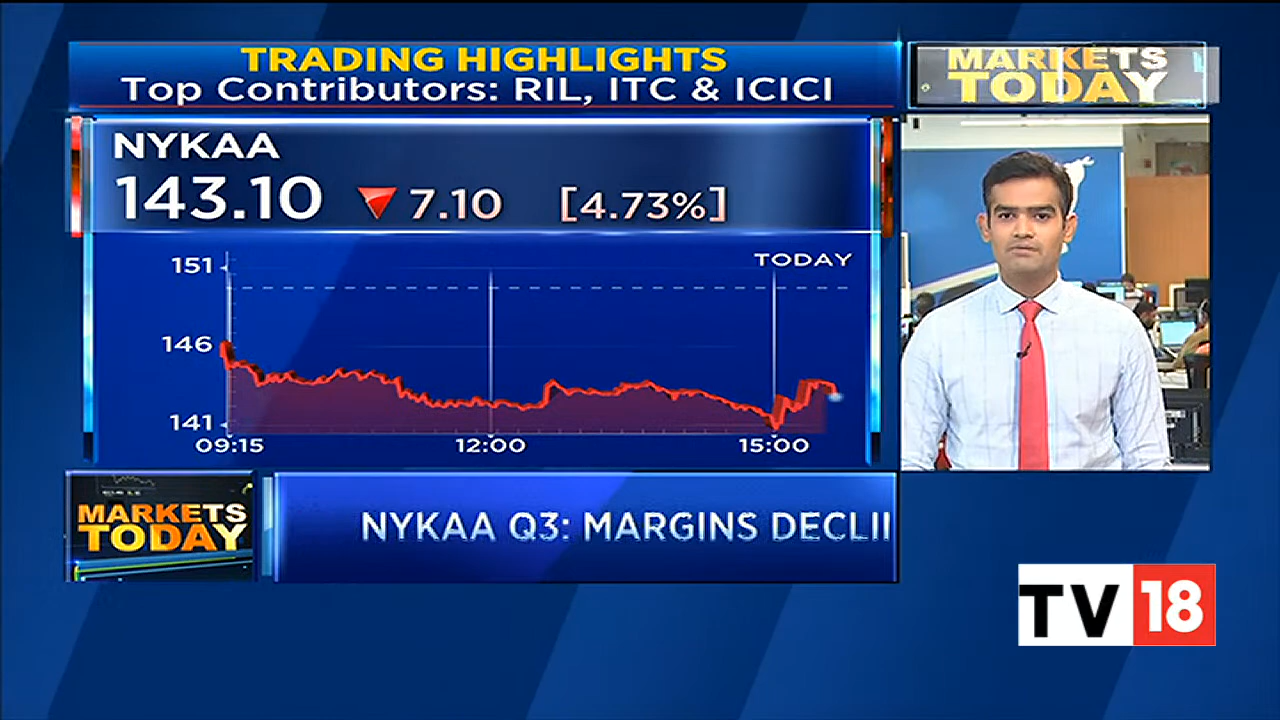 TRADING HIGHLIGHTS
Top Contributors: RIL, ITC & ICICI
MARKETS
TODAY
NYKAA
143.10 ▼ 7.10 [4.73%]
TODAY
151
146
141
09:15 12:00 15:00
MARKETS
TODAY
NYKAA Q3: MARGINS DECLI
TV18